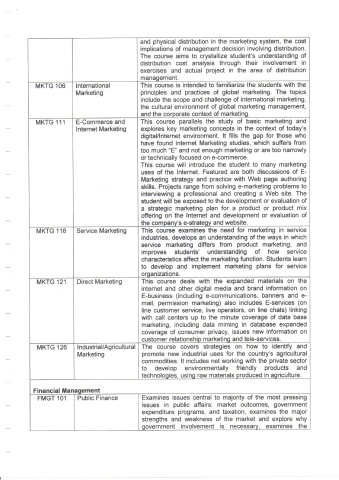 and physical distribution in the marketing system, the cost
implications of management decision involving distribution.
The course aims to crystallize student's understanding of
distribution cost analysis through their involvement in
exercises and actual project in the area of distribution
management.
MKTG 106 International Marketing This course is intended to familiarize the students with the
principles and practices of global marketing. The topics
include the scope and challenge of international marketing,
the cultural environment of global marketing management,
and the corporate context of marketing.
MKTG 111 E-Commerce and Internet Marketing This course parallels the study of basic marketing and
explores key marketing concepts in the context of today's
digital/Internet environment. It fills the gap for those who
have found Internet Marketing studies, which suffers from
too much "E" and not enough marketing or are too narrowly
or technically focused on e-commerce.
This course will introduce the student to many marketing
uses of the Internet. Featured are both discussions of E-
Marketing strategy and practice with Web page authoring
skills. Projects range from solving e-marketing problems to
interviewing a professional and creating a Web site. The
student will be exposed to the development or evaluation of
a strategic marketing plan for a product or product mix
offering on the Internet and development or evaluation of
the company's e-strategy and website.
MKTG 116 Service Marketing This course examines the need for marketing in service
industries, develops an understanding of the ways in which
service marketing differs from product marketing, and
improves students understanding of how service
characteristics affect the marketing function. Students learn
to develop and implement marketing plans for service
organizations.
MKTG 121 Direct Marketing This course deals with the expanded materials on the
internet and other digital media and brand information on
E-business (including e-communications, banners and e-
mail, permission marketing) also includes E-services (on
line customer service, live operators, on line chats) linking
with call centers up to the minute coverage of data base
marketing, including data mining in database expanded
coverage of consumer privacy, issues new information on
customer relationship marketing and tele-services.
MKTG 126 Industrial/Agricultural Marketing The course covers strategies on how to identify and
promote new industrial uses for the country's agricultural
commodities. It includes net working with the private sector
to develop environmentally friendly products and
technologies, using raw materials produced in agriculture.
Financial Management
FMGT 101 Public Finance Examines issues central to majority of the most pressing
issues in public affairs: market outcomes, government
expenditure programs, and taxation, examines the major
strengths and weakness of the market and explore why
government involvement is necessary, examines the